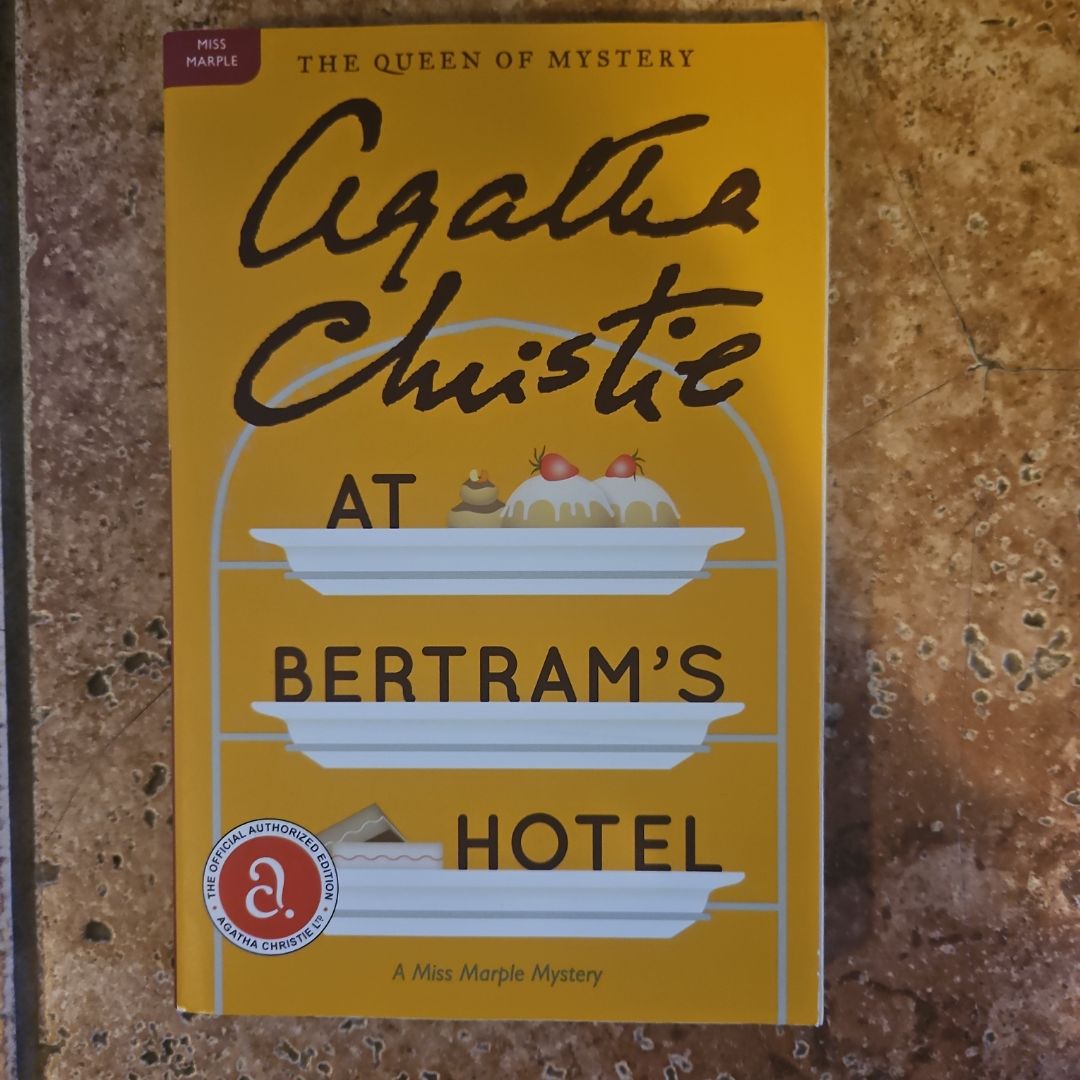 MISS
MARPLE
THE QUEEN OF MYSTERY
Agatha
Christie
AT
BERTRAM'S
HOTEL
THE OFFICIAL AUTHORIZED EDITION
a.
• AGATHA CHRISTIE LTD •
A Miss Marple Mystery